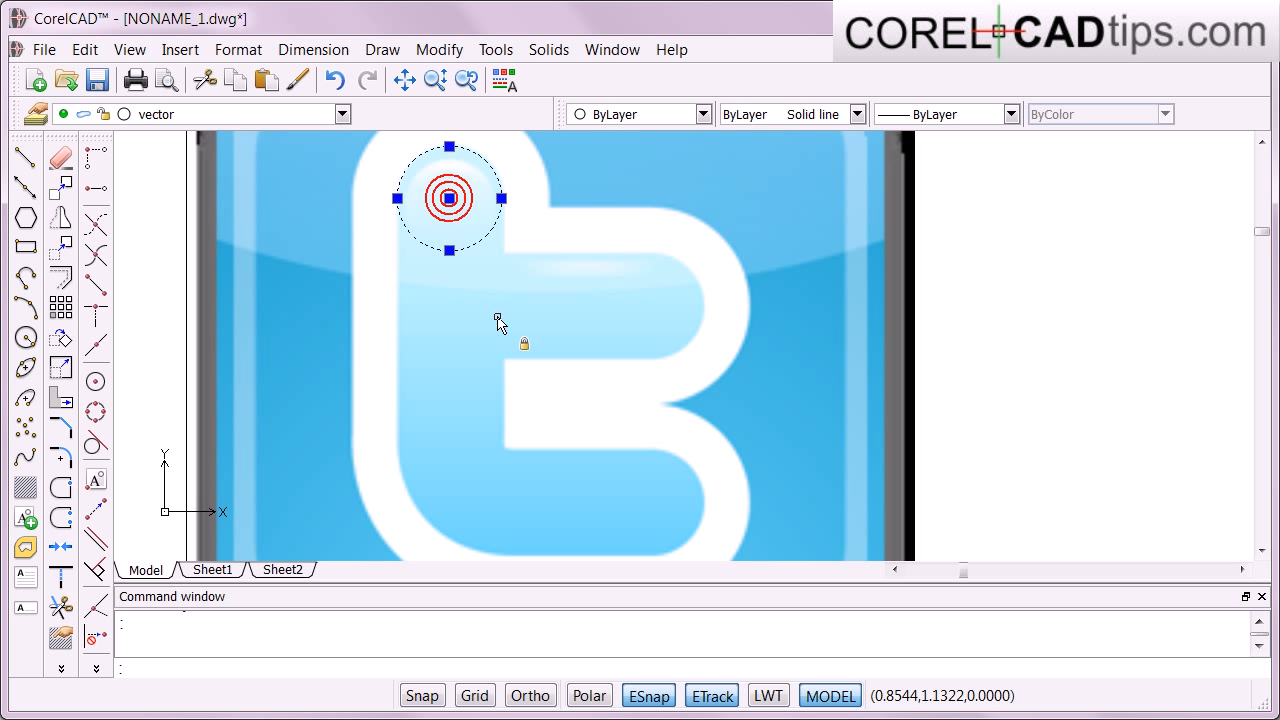 CorelCAD™ - [NONAME_1.dwg*]
COREL CADtips.com
File Edit View Insert Format Dimension Draw Modify Tools Solids Window Help
vector ByLayer ByLayer Solid line ByLayer ByColor
t
Y
X
Model Sheet1 Sheet2
Command window
:
:
Snap Grid Ortho Polar ESnap ETrack LWT MODEL (0.8544,1.1322,0.0000)